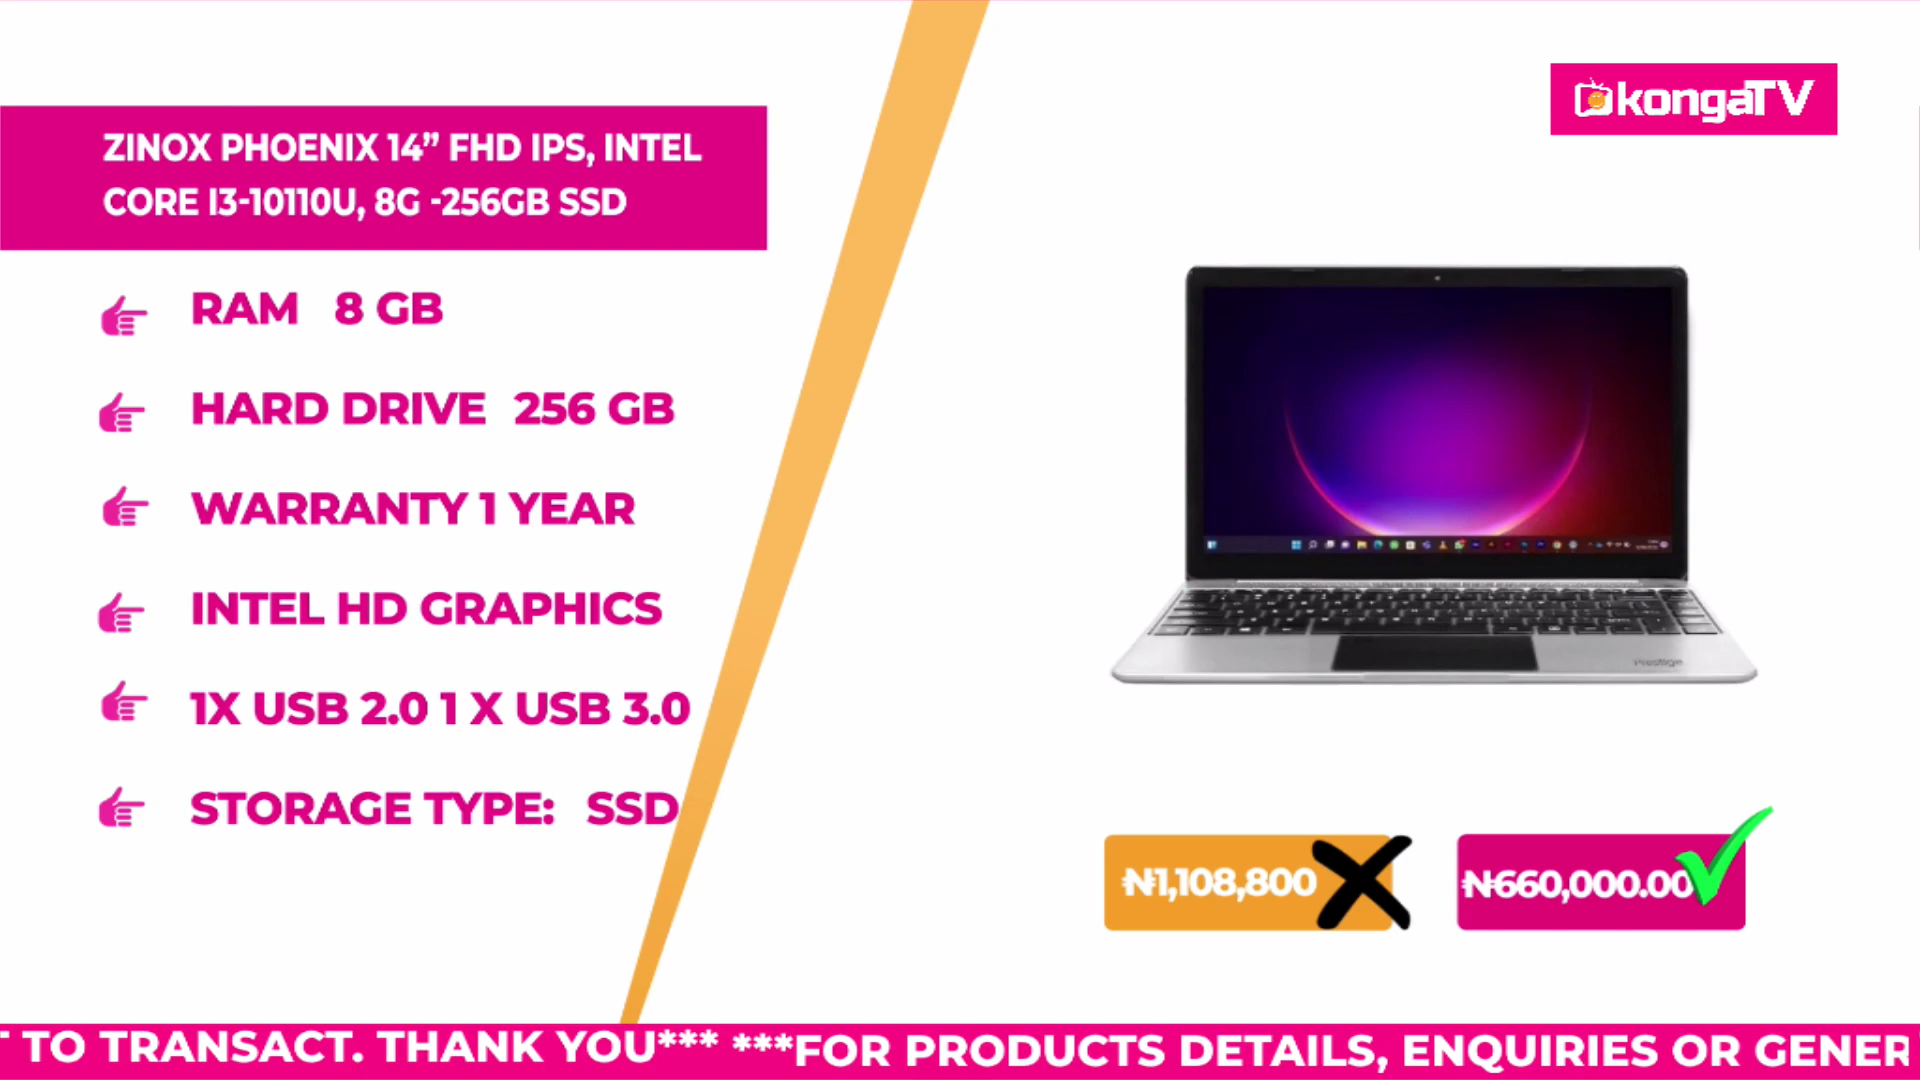 kongaTV
ZINOX PHOENIX 14” FHD IPS, INTEL
CORE I3-10110U, 8G -256GB SSD
RAM 8 GB
HARD DRIVE 256 GB
WARRANTY 1 YEAR
INTEL HD GRAPHICS
1X USB 2.0 1 X USB 3.0
STORAGE TYPE: SSD
Prestige
₦1,108,800
₦660,000.00
T TO TRANSACT. THANK YOU*** ***FOR PRODUCTS DETAILS, ENQUIRIES OR GENER